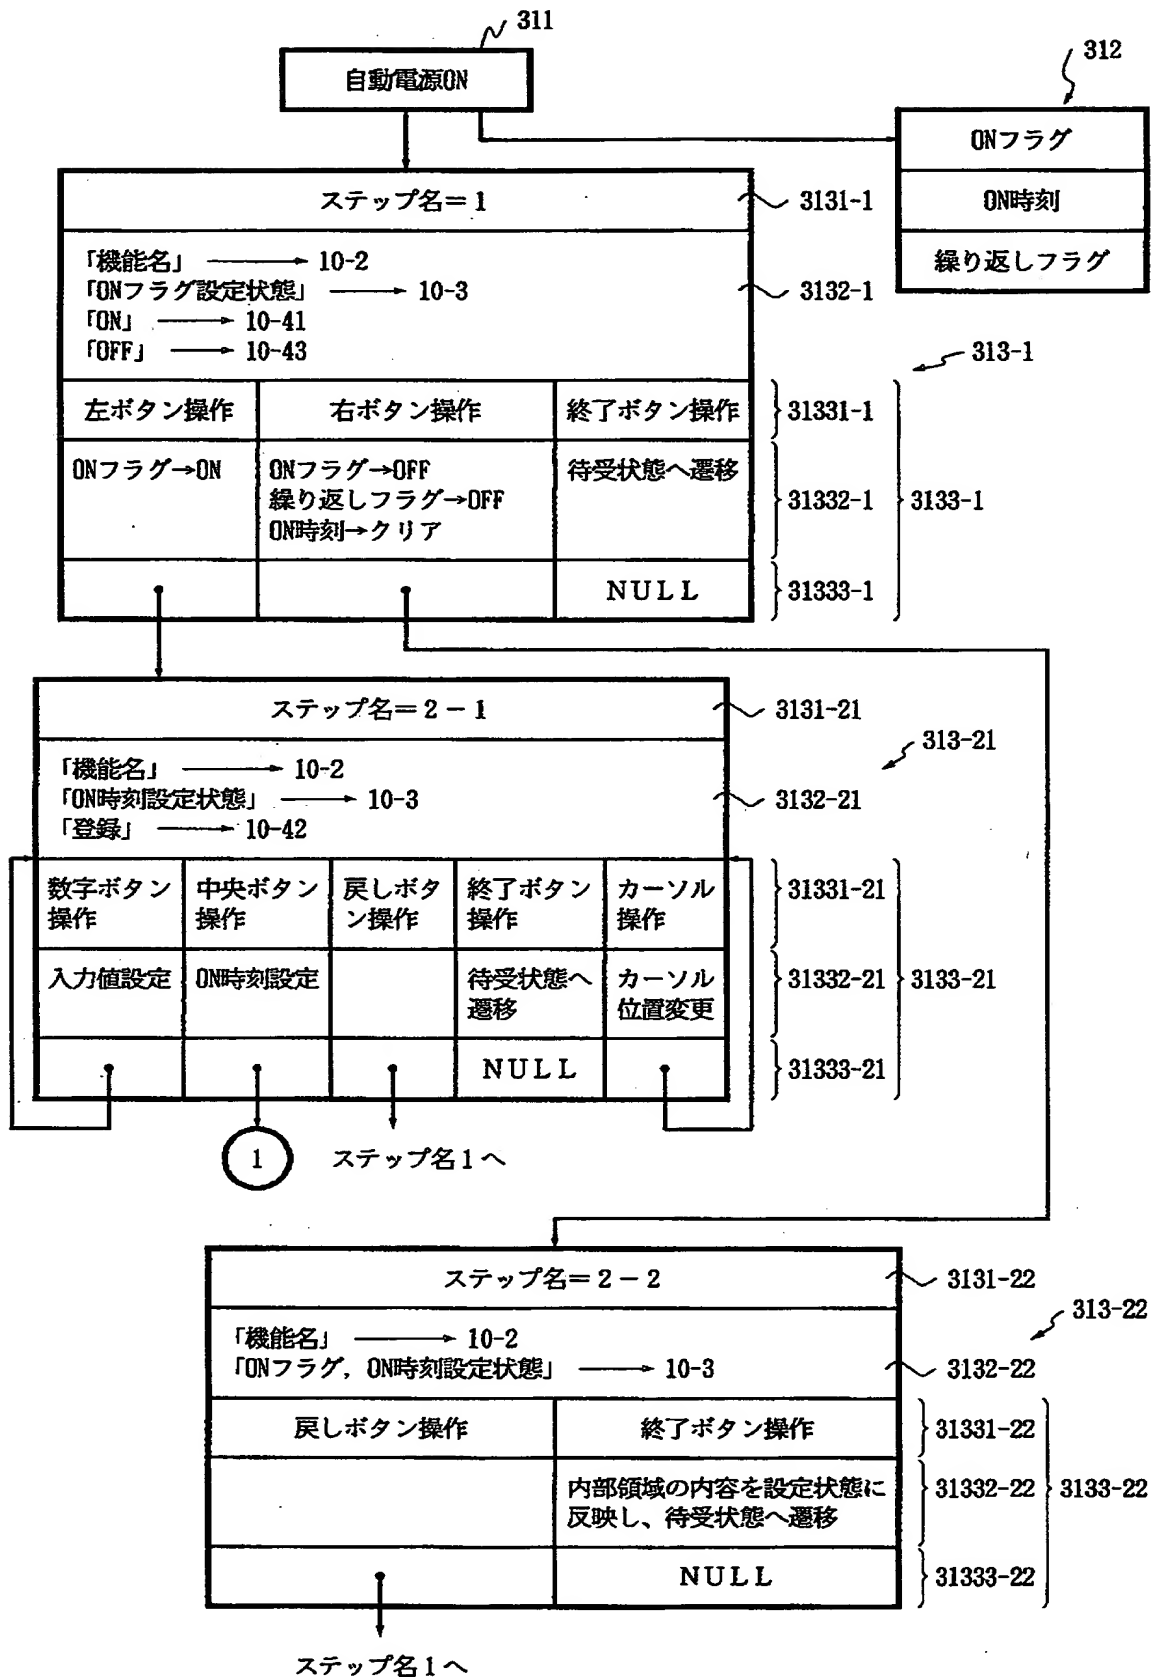 311
自動電源ON
312
ONフラグ
ON時刻
繰り返しフラグ
ステップ名=1
3131-1
「機能名」 → 10-2
「ONフラグ設定状態」 → 10-3
「ON」 → 10-41
「OFF」 → 10-43
3132-1
313-1
左ボタン操作
右ボタン操作
終了ボタン操作
31331-1
ONフラグ→ON
ONフラグ→OFF
繰り返しフラグ→OFF
ON時刻→クリア
待受状態へ遷移
31332-1
3133-1
NULL
31333-1
ステップ名=2-1
3131-21
313-21
「機能名」 → 10-2
「ON時刻設定状態」 → 10-3
「登録」 → 10-42
3132-21
数字ボタン
操作
中央ボタン
操作
戻しボタ
ン操作
終了ボタン
操作
カーソル
操作
31331-21
入力値設定
ON時刻設定
待受状態へ
遷移
カーソル
位置変更
31332-21
3133-21
NULL
31333-21
1
ステップ名1へ
ステップ名=2-2
3131-22
313-22
「機能名」 → 10-2
「ONフラグ, ON時刻設定状態」 → 10-3
3132-22
戻しボタン操作
終了ボタン操作
31331-22
内部領域の内容を設定状態に
反映し、待受状態へ遷移
31332-22
3133-22
NULL
31333-22
ステップ名1へ